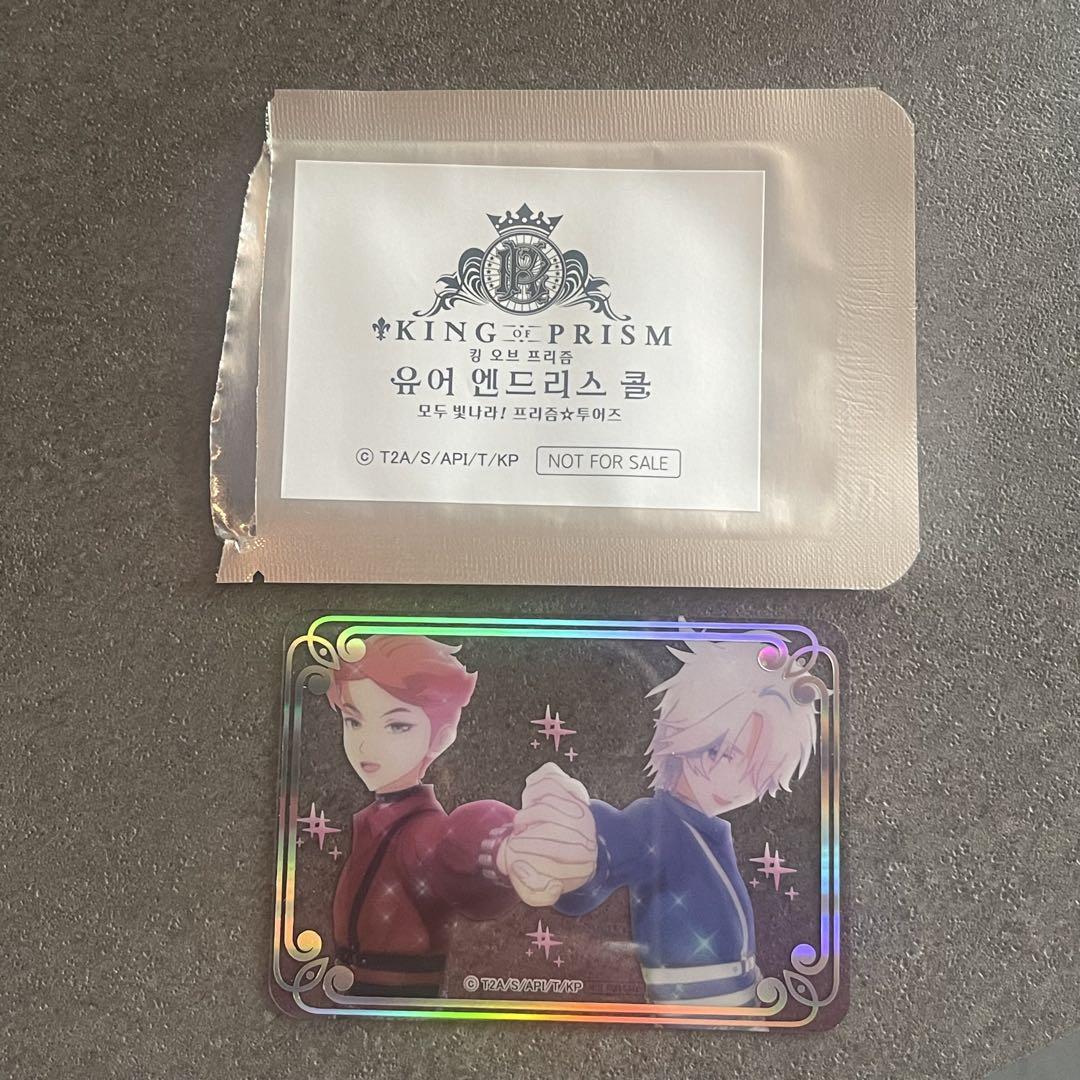 KING OF PRISM
킹 오브 프리즘
유어 엔드리스 콜
모두 빛나라! 프리즘☆투어즈
© T2A/S/API/T/KP
NOT FOR SALE
© T2A/S/API/T/KP